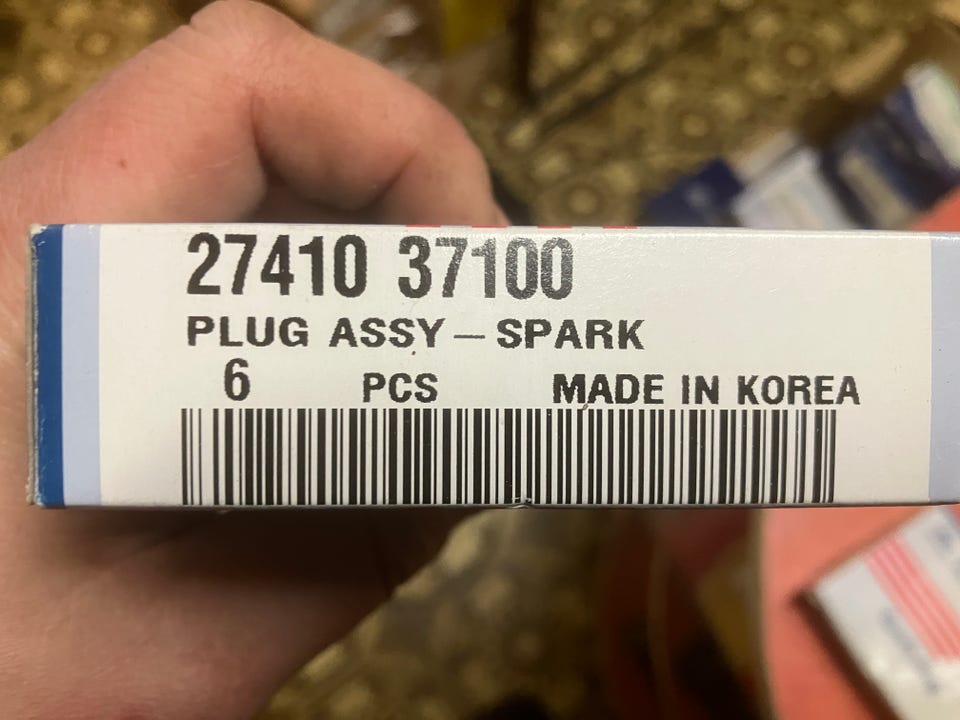 27410 37100
PLUG ASSY — SPARK
6 PCS MADE IN KOREA